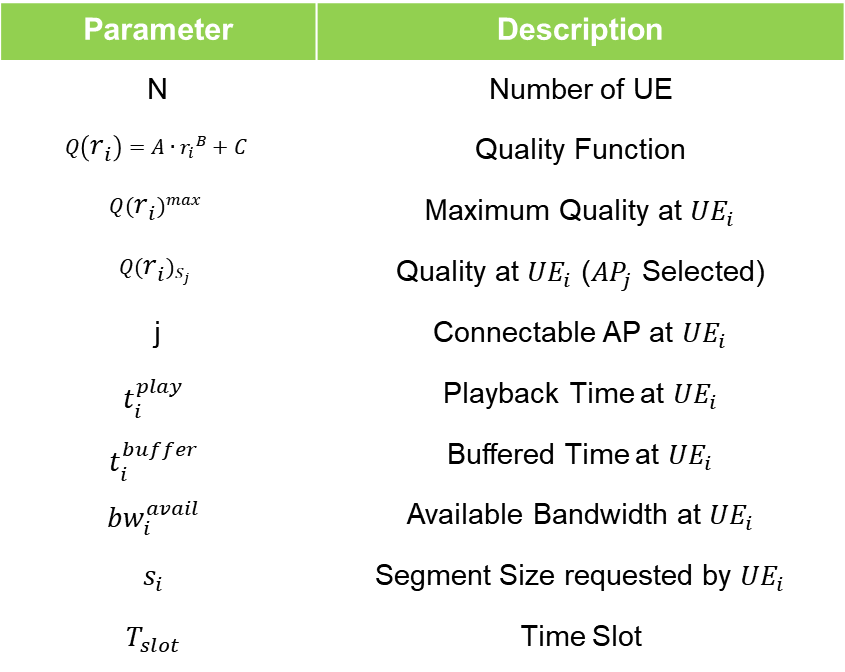 Parameter Description
N Number of UE
Q(r_i) = A · r_i^B + C Quality Function
Q(r_i)^max Maximum Quality at UE_i
Q(r_i)_{S_j} Quality at UE_i (AP_j Selected)
j Connectable AP at UE_i
t_i^play Playback Time at UE_i
t_i^buffer Buffered Time at UE_i
bw_i^avail Available Bandwidth at UE_i
s_i Segment Size requested by UE_i
T_slot Time Slot